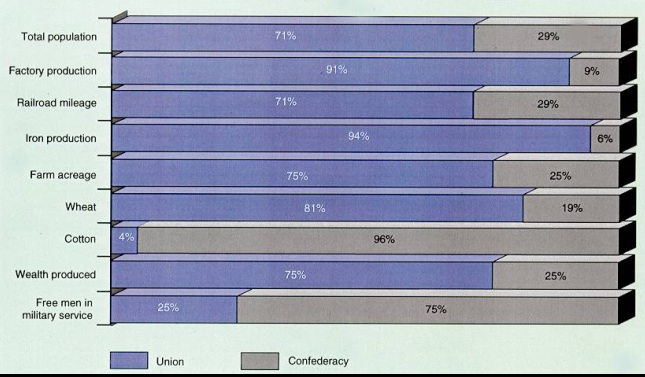 Total population 71% 29%
Factory production 91% 9%
Railroad mileage 71% 29%
Iron production 94% 6%
Farm acreage 75% 25%
Wheat 81% 19%
Cotton 4% 96%
Wealth produced 75% 25%
Free men in
military service 25% 75%
Union Confederacy